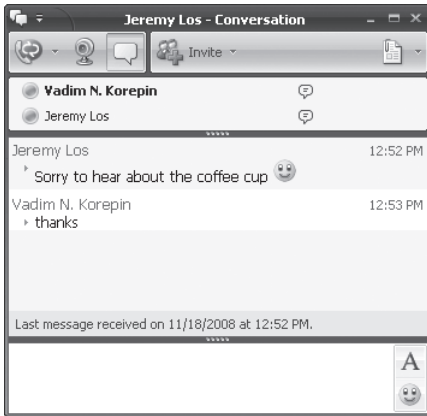 Jeremy Los - Conversation
Invite
Vadim N. Korepin
Jeremy Los
Jeremy Los 12:52 PM
Sorry to hear about the coffee cup
Vadim N. Korepin 12:53 PM
thanks
Last message received on 11/18/2008 at 12:52 PM.
A